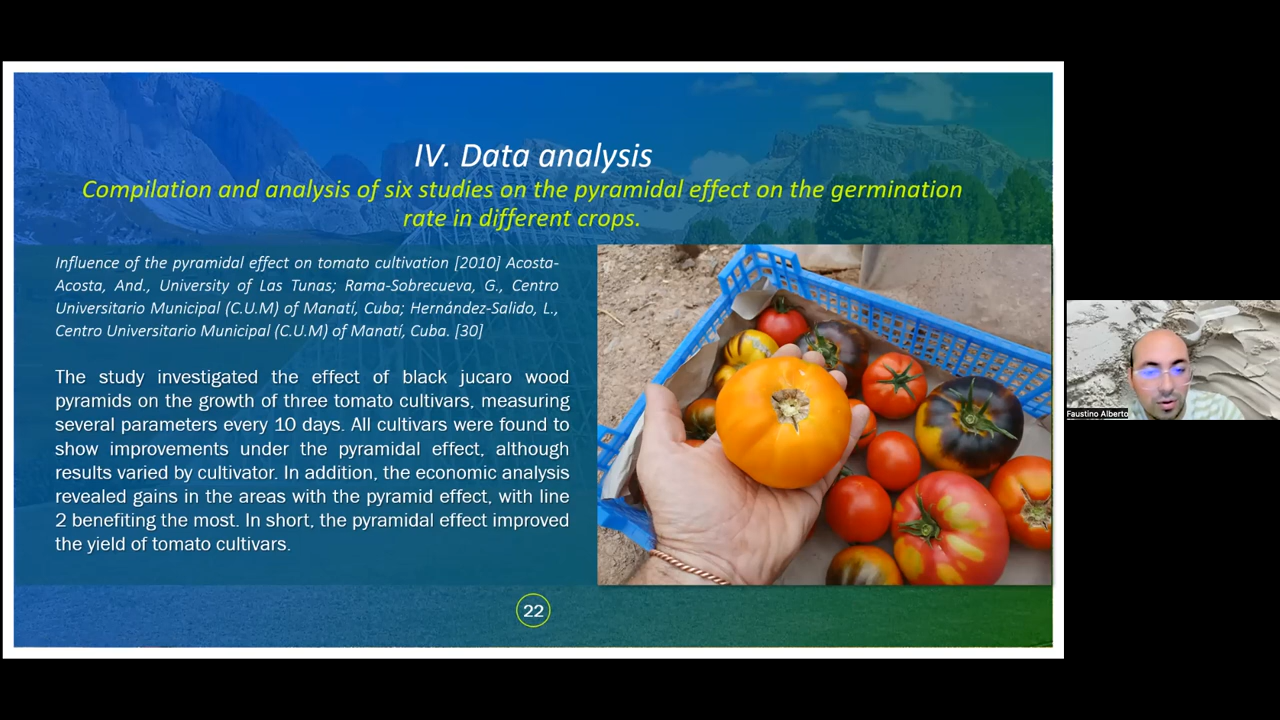 IV. Data analysis
Compilation and analysis of six studies on the pyramidal effect on the germination
rate in different crops.
Influence of the pyramidal effect on tomato cultivation [2010] Acosta-
Acosta, And., University of Las Tunas; Rama-Sobrecueva, G., Centro
Universitario Municipal (C.U.M) of Manatí, Cuba; Hernández-Salido, L.,
Centro Universitario Municipal (C.U.M) of Manatí, Cuba. [30]
The study investigated the effect of black jucaro wood
pyramids on the growth of three tomato cultivars, measuring
several parameters every 10 days. All cultivars were found to
show improvements under the pyramidal effect, although
results varied by cultivator. In addition, the economic analysis
revealed gains in the areas with the pyramid effect, with line
2 benefiting the most. In short, the pyramidal effect improved
the yield of tomato cultivars.
22
Faustino Alberto